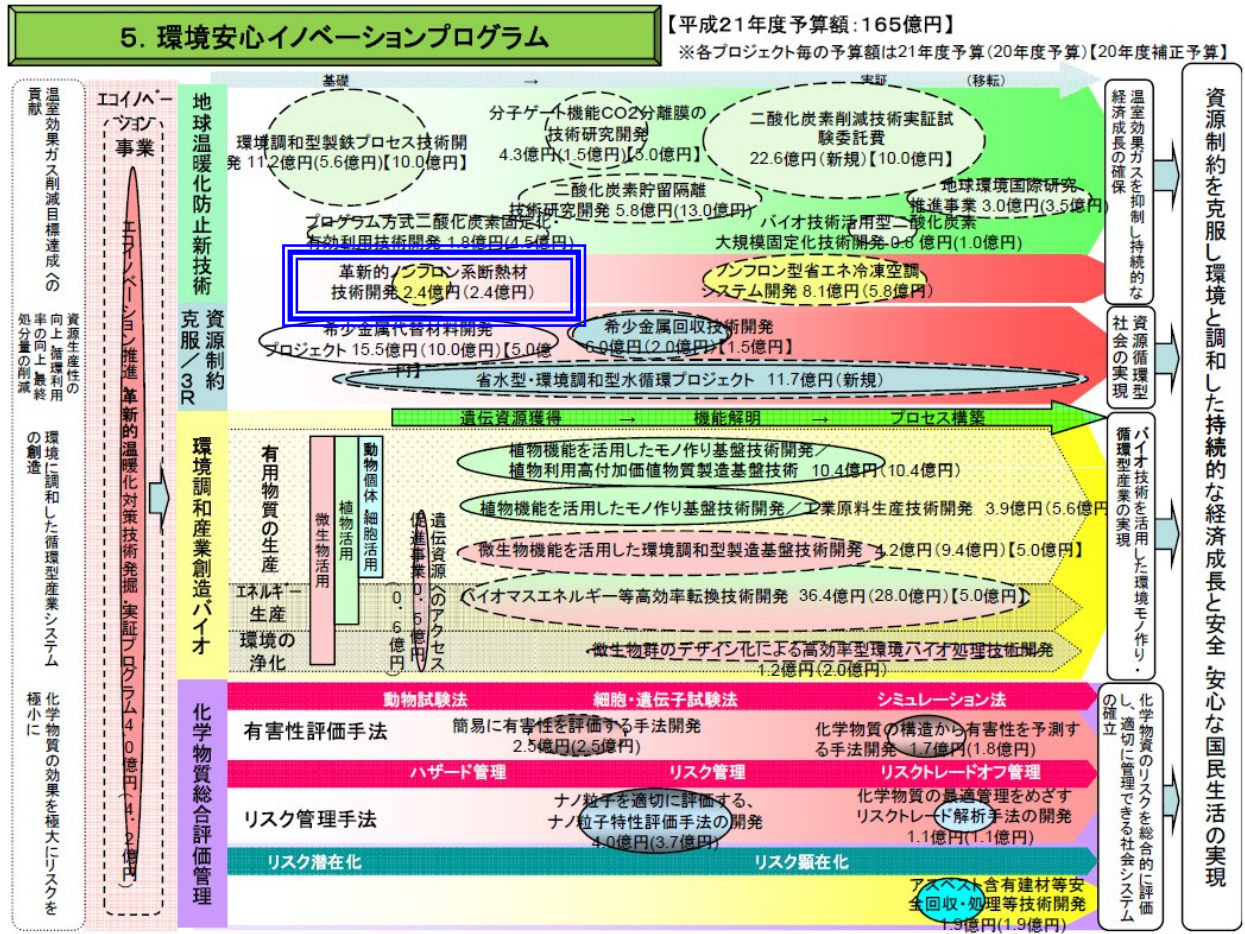 5．環境安心イノベーションプログラム
【平成21年度予算額：165億円】
※各プロジェクト毎の予算額は21年度予算（20年度予算）【20年度補正予算】
温室効果ガス削減目標達成への
貢献
資源生産性の
向上、循環利用
率の向上、最終
処分量の削減
環境に調和した循環型産業システム
の創造
化学物質の効果を極大にリスクを
極小に
エコイノベー
ション
事業
エコイノベーション推進・革新的温暖化対策技術発掘・実証プログラム 40億円（4.2億円）
地球温暖化防止新技術
基礎
→
実証
（移転）
環境調和型製鉄プロセス技術開
発 11.2億円(5.6億円)【10.0億円】
分子ゲート機能CO2分離膜の
技術研究開発
4.3億円(1.5億円)【5.0億円】
二酸化炭素削減技術実証試
験委託費
22.6億円（新規）【10.0億円】
二酸化炭素貯留隔離
技術研究開発 5.8億円(13.0億円)
地球環境国際研究
推進事業 3.0億円(3.5億円)
プログラム方式二酸化炭素固定化・
有効利用技術開発 1.8億円(4.5億円)
バイオ技術活用型二酸化炭素
大規模固定化技術開発 0.8 億円(1.0億円)
革新的ノンフロン系断熱材
技術開発 2.4億円（2.4億円）
ノンフロン型省エネ冷凍空調
システム開発 8.1億円（5.8億円）
資源制約
克服／3R
希少金属代替材料開発
プロジェクト 15.5億円(10.0億円)【5.0億
円】
希少金属回収技術開発
6.0億円(2.0億円)【1.5億円】
省水型・環境調和型水循環プロジェクト 11.7億円（新規）
環境調和産業創造バイオ
遺伝資源獲得
→
機能解明
→
プロセス構築
有用物質の生産
エネルギー
生産
環境の
浄化
微生物活用
植物活用
動物個体・細胞活用
遺伝資源へのアクセス
促進事業 0.5億円
（0.6億円）
植物機能を活用したモノ作り基盤技術開発／
植物利用高付加価値物質製造基盤技術 10.4億円(10.4億円)
植物機能を活用したモノ作り基盤技術開発／工業原料生産技術開発 3.9億円(5.6億円
微生物機能を活用した環境調和型製造基盤技術開発 4.2億円(9.4億円)【5.0億円】
バイオマスエネルギー等高効率転換技術開発 36.4億円(28.0億円)【5.0億円】
微生物群のデザイン化による高効率型環境バイオ処理技術開発
1.2億円(2.0億円)
化学物質総合評価管理
動物試験法
細胞・遺伝子試験法
シミュレーション法
有害性評価手法
簡易に有害性を評価する手法開発
2.5億円(2.5億円)
化学物質の構造から有害性を予測す
る手法開発 1.7億円(1.8億円)
ハザード管理
リスク管理
リスクトレードオフ管理
リスク管理手法
ナノ粒子を適切に評価する、
ナノ粒子特性評価手法の開発
4.0億円(3.7億円)
化学物質の最適管理をめざす
リスクトレード解析手法の開発
1.1億円(1.1億円)
リスク潜在化
リスク顕在化
アスベスト含有建材等安
全回収・処理等技術開発
1.9億円(1.9億円)
温室効果ガスを抑制し持続的な
経済成長の確保
資源循環型
社会の実現
バイオ技術を活用した環境モノ作り・
循環型産業の実現
化学物資のリスクを総合的に評価
し、適切に管理できる社会システム
の確立
資源制約を克服し環境と調和した持続的な経済成長と安全・安心な国民生活の実現